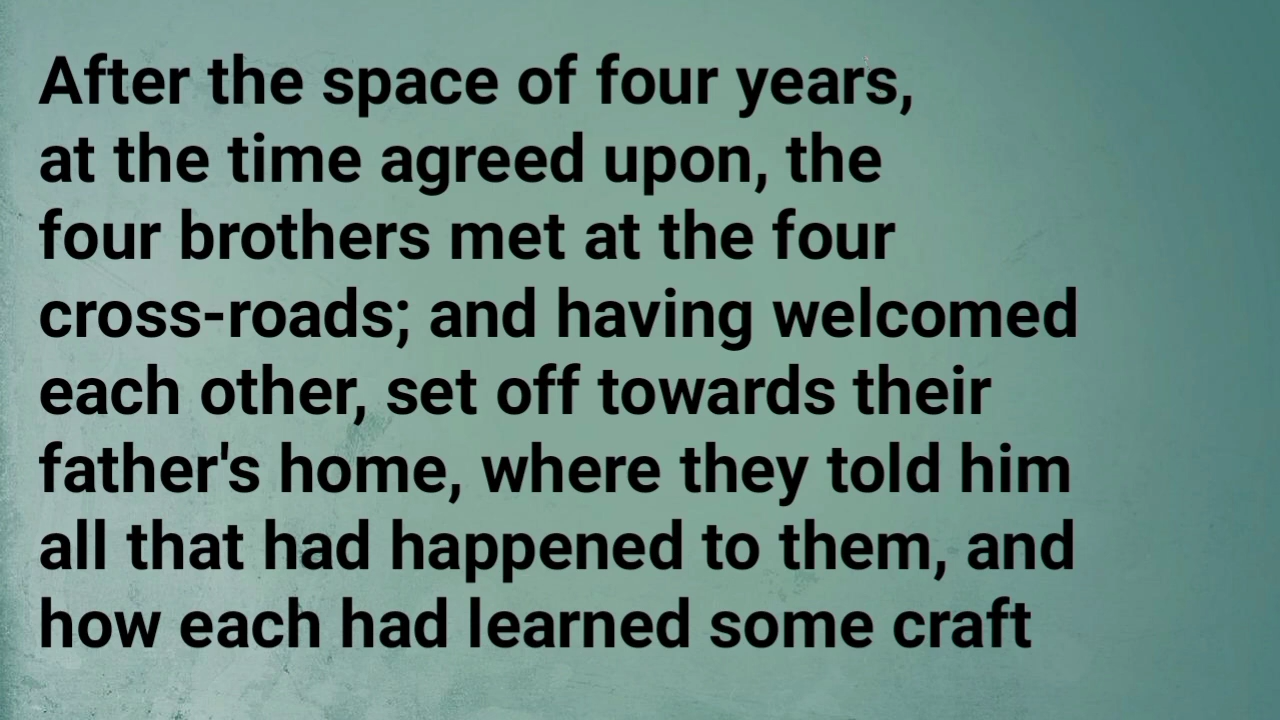 After the space of four years,
at the time agreed upon, the
four brothers met at the four
cross-roads; and having welcomed
each other, set off towards their
father's home, where they told him
all that had happened to them, and
how each had learned some craft